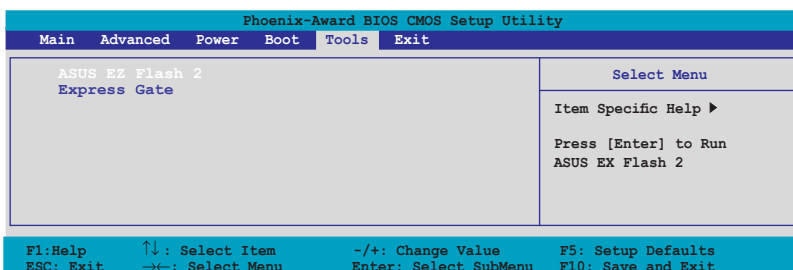 Phoenix-Award BIOS CMOS Setup Utility
Main Advanced Power Boot Tools Exit
ASUS EZ Flash 2
Express Gate
Select Menu
Item Specific Help ▶
Press [Enter] to Run
ASUS EX Flash 2
F1:Help ↑↓: Select Item -/+: Change Value F5: Setup Defaults
ESC: Exit →←: Select Menu Enter: Select SubMenu F10: Save and Exit